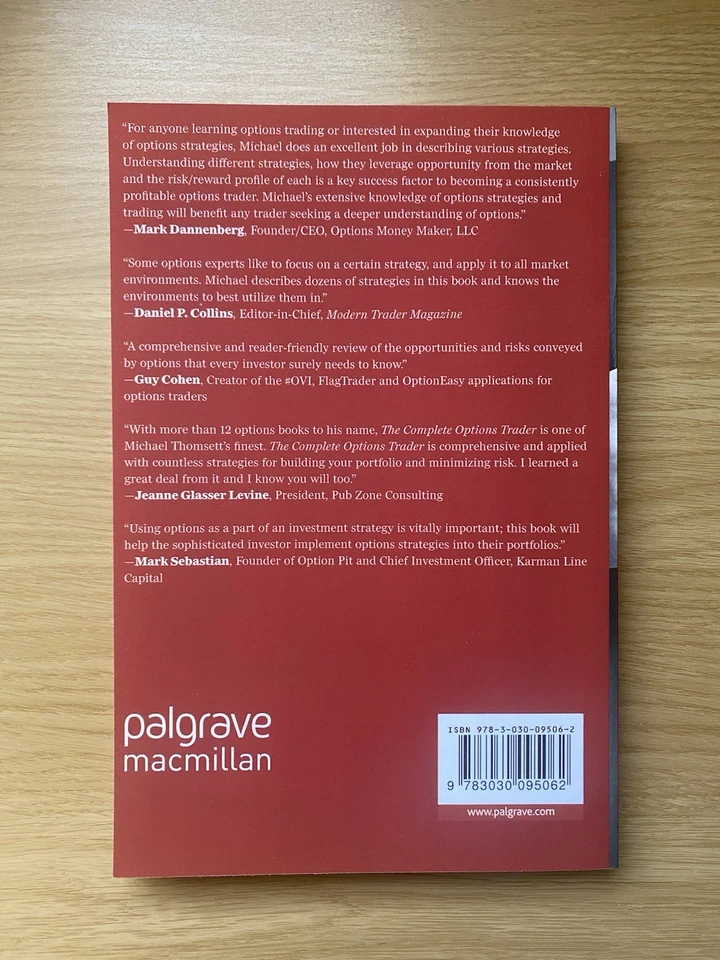 “For anyone learning options trading or interested in expanding their knowledge
of options strategies, Michael does an excellent job in describing various strategies.
Understanding different strategies, how they leverage opportunity from the market
and the risk/reward profile of each is a key success factor to becoming a consistently
profitable options trader. Michael’s extensive knowledge of options strategies and
trading will benefit any trader seeking a deeper understanding of options.”
—Mark Dannenberg, Founder/CEO, Options Money Maker, LLC
“Some options experts like to focus on a certain strategy, and apply it to all market
environments. Michael describes dozens of strategies in this book and knows the
environments to best utilize them in.”
—Daniel P. Collins, Editor-in-Chief, Modern Trader Magazine
“A comprehensive and reader-friendly review of the opportunities and risks conveyed
by options that every investor surely needs to know.”
—Guy Cohen, Creator of the #OVI, FlagTrader and OptionEasy applications for
options traders
“With more than 12 options books to his name, The Complete Options Trader is one of
Michael Thomsett’s finest. The Complete Options Trader is comprehensive and applied
with countless strategies for building your portfolio and minimizing risk. I learned a
great deal from it and I know you will too.”
—Jeanne Glasser Levine, President, Pub Zone Consulting
“Using options as a part of an investment strategy is vitally important; this book will
help the sophisticated investor implement options strategies into their portfolios.”
—Mark Sebastian, Founder of Option Pit and Chief Investment Officer, Karman Line
Capital
palgrave
macmillan
ISBN 978-3-030-09506-2
9 783030 095062
www.palgrave.com